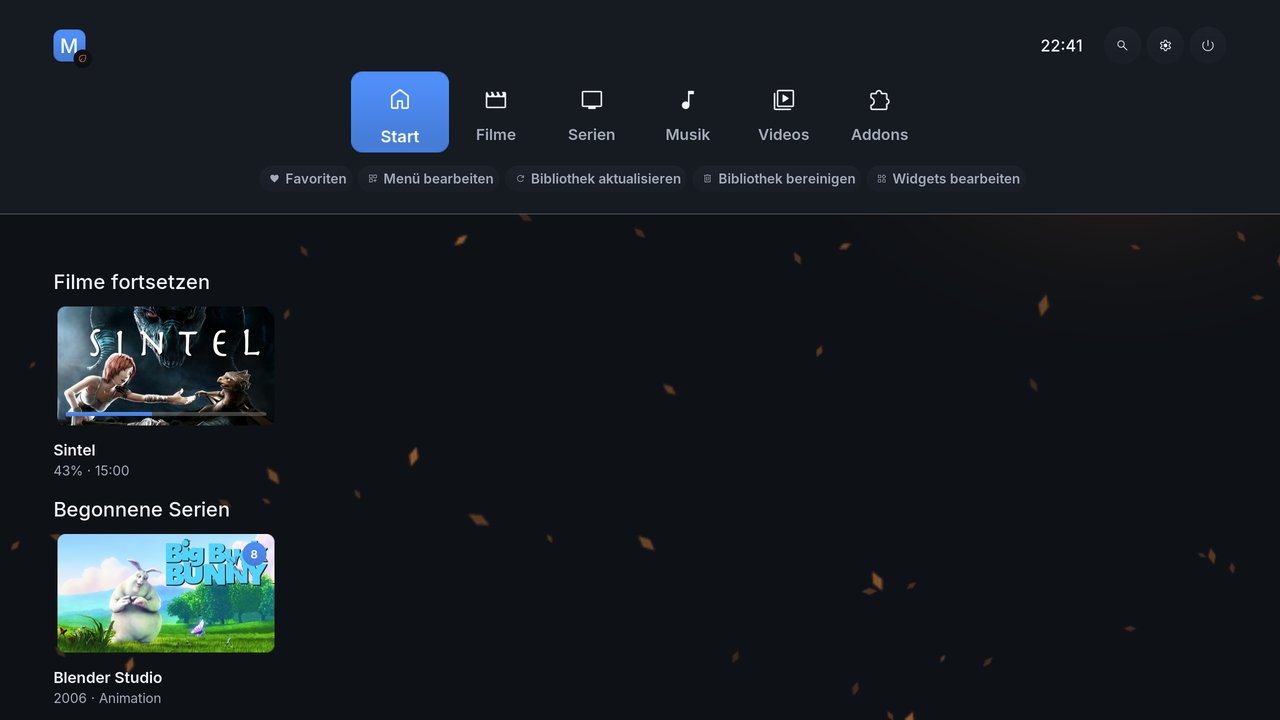 M
22:41
Start
Filme
Serien
Musik
Videos
Addons
Favoriten
Menü bearbeiten
Bibliothek aktualisieren
Bibliothek bereinigen
Widgets bearbeiten
Filme fortsetzen
SINTEL
Sintel
43% · 15:00
Begonnene Serien
Big Buck
BUNNY
8
Blender Studio
2006 · Animation